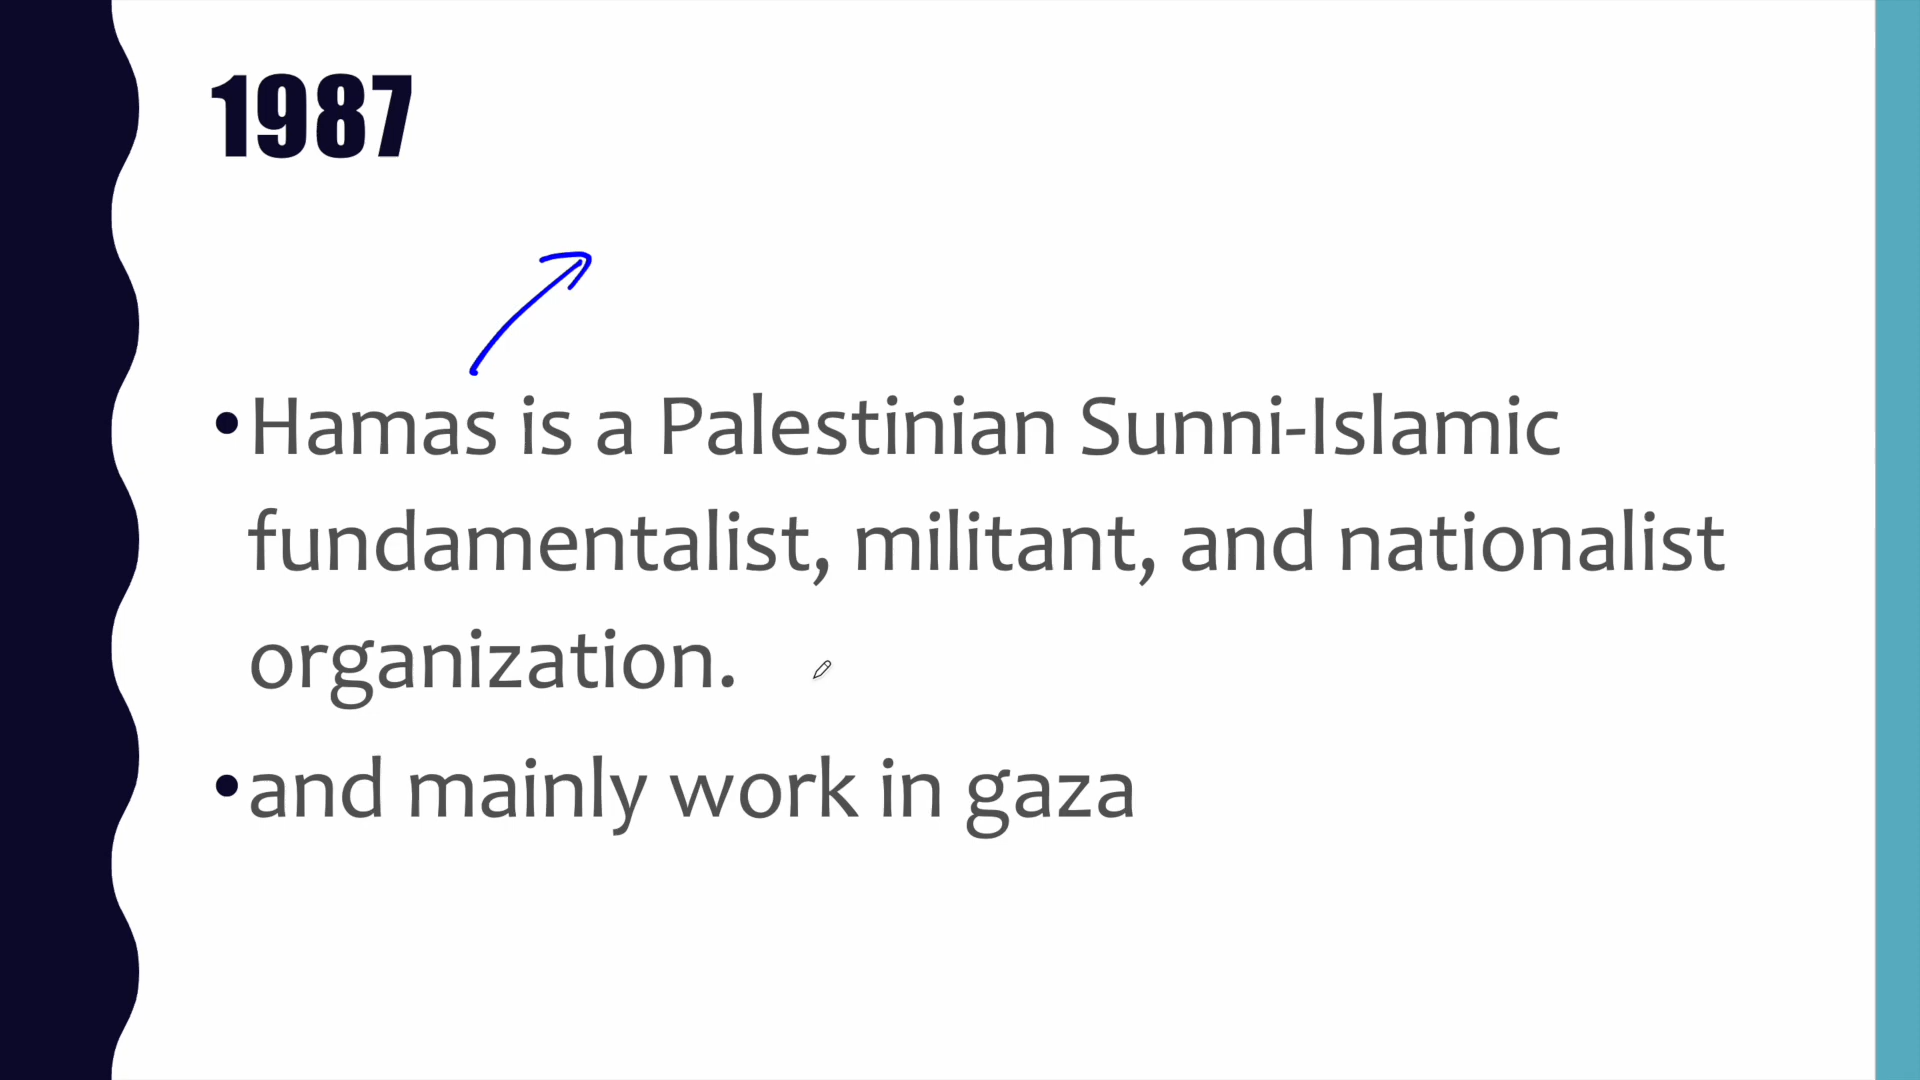 1987
•Hamas is a Palestinian Sunni-Islamic
fundamentalist, militant, and nationalist
organization.
•and mainly work in gaza